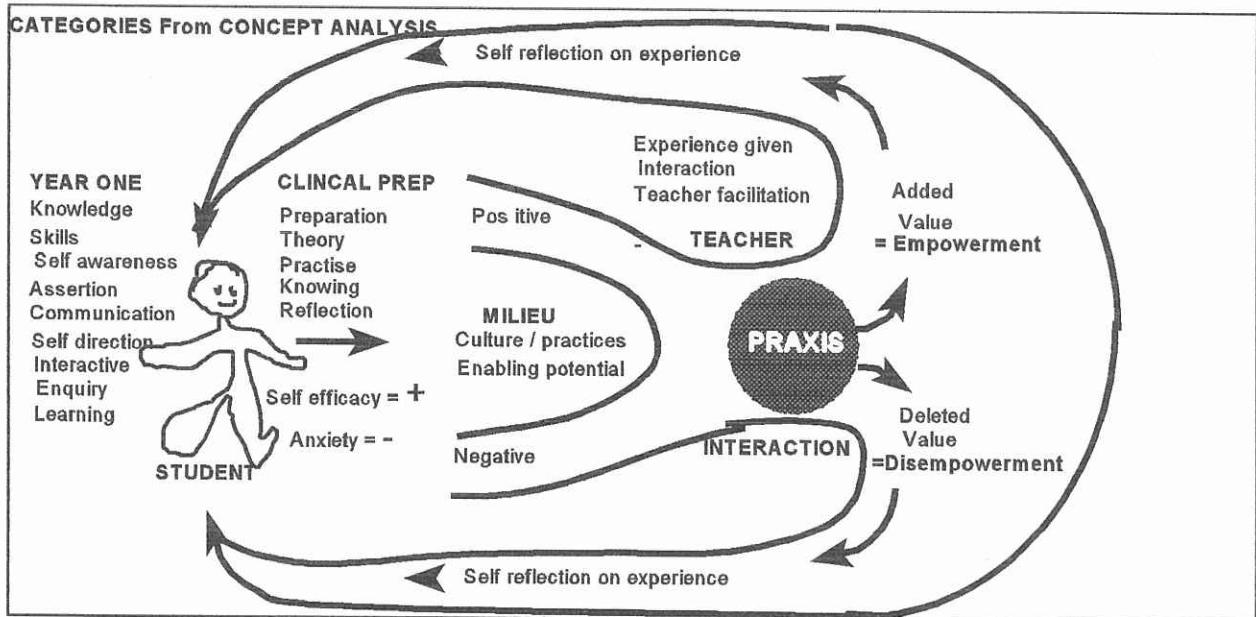 CATEGORIES From CONCEPT ANALYSIS
Self reflection on experience
Experience given
Interaction
Teacher facilitation
YEAR ONE
Knowledge
Skills
Self awareness
Assertion
Communication
Self direction
Interactive
Enquiry
Learning
STUDENT
CLINCAL PREP
Preparation
Theory
Practise
Knowing
Reflection
Self efficacy = +
Anxiety = -
Pos itive
MILIEU
Culture / practices
Enabling potential
Negative
- TEACHER
PRAXIS
INTERACTION
Added
Value
= Empowerment
Deleted
Value
=Disempowerment
Self reflection on experience